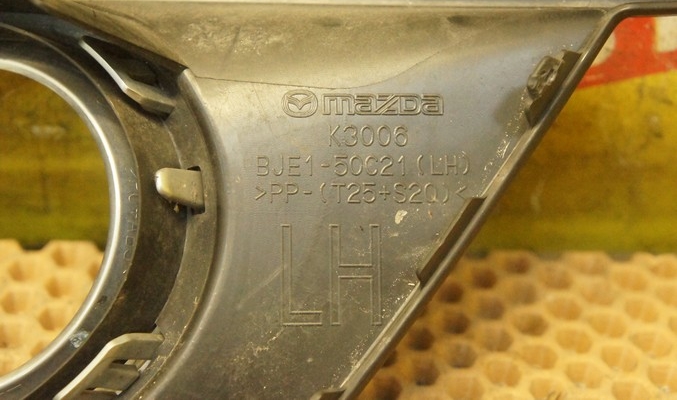 mazda
K3006
BJE1-50C21(LH)
>PP-(T25+S20)<
LH